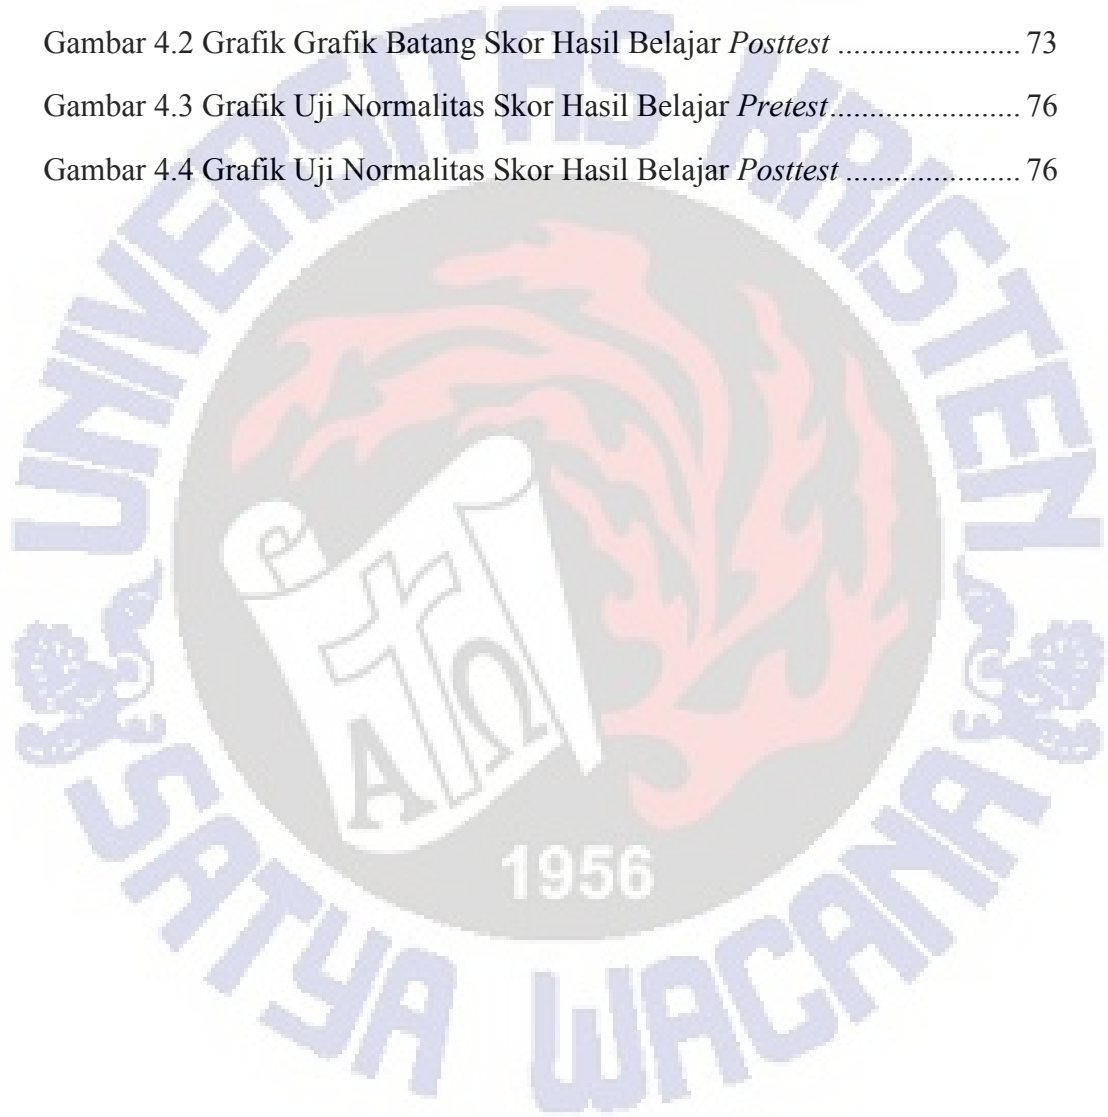 Gambar 4.2 Grafik Grafik Batang Skor Hasil Belajar Posttest ....................... 73
Gambar 4.3 Grafik Uji Normalitas Skor Hasil Belajar Pretest........................ 76
Gambar 4.4 Grafik Uji Normalitas Skor Hasil Belajar Posttest ...................... 76
UNIVERSITAS KRISTEN
Α Ω
1956
SATYA WACANA